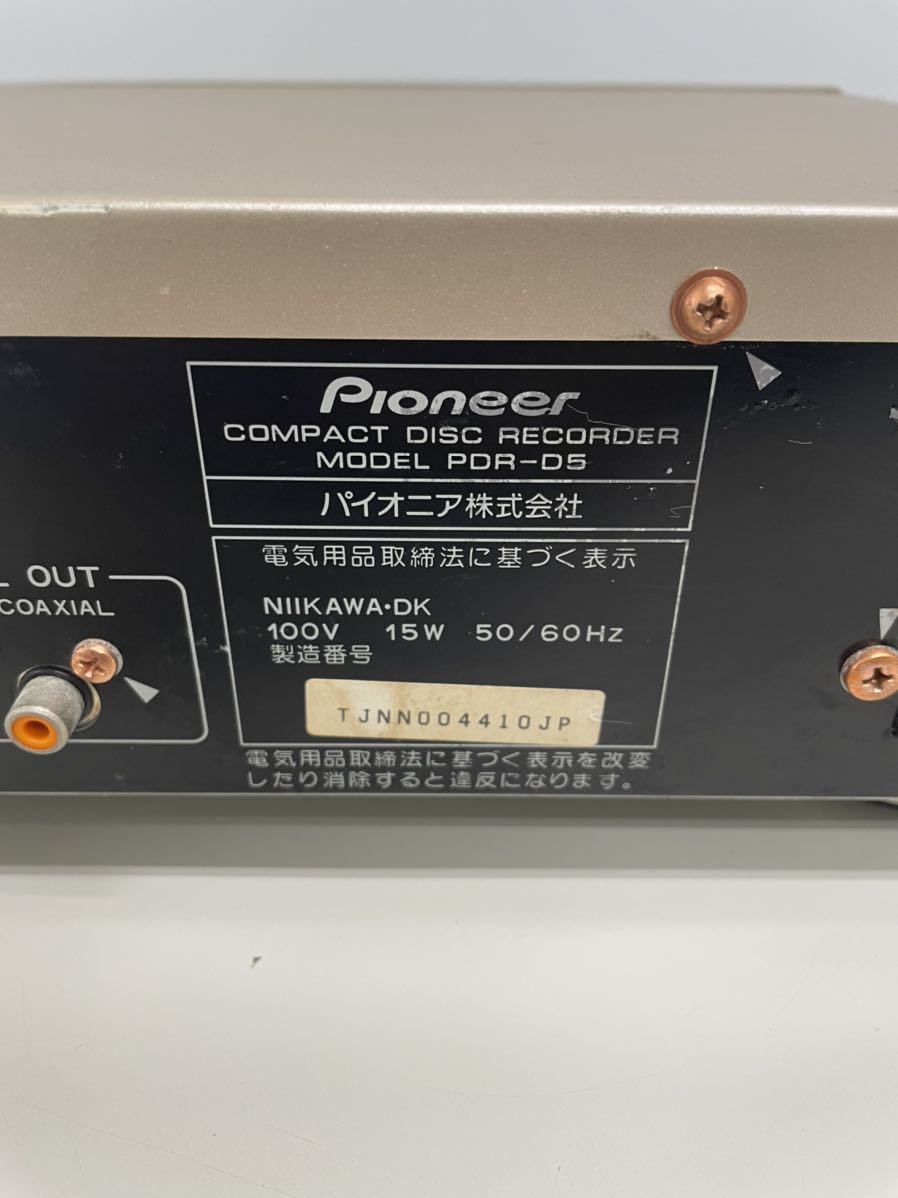 Pioneer
COMPACT DISC RECORDER
MODEL PDR-D5
パイオニア株式会社
電気用品取締法に基づく表示
NIIKAWA・DK
100V 15W 50/60Hz
製造番号
TJNN004410JP
電気用品取締法に基づく表示を改変
したり消除すると違反になります。
L OUT
COAXIAL